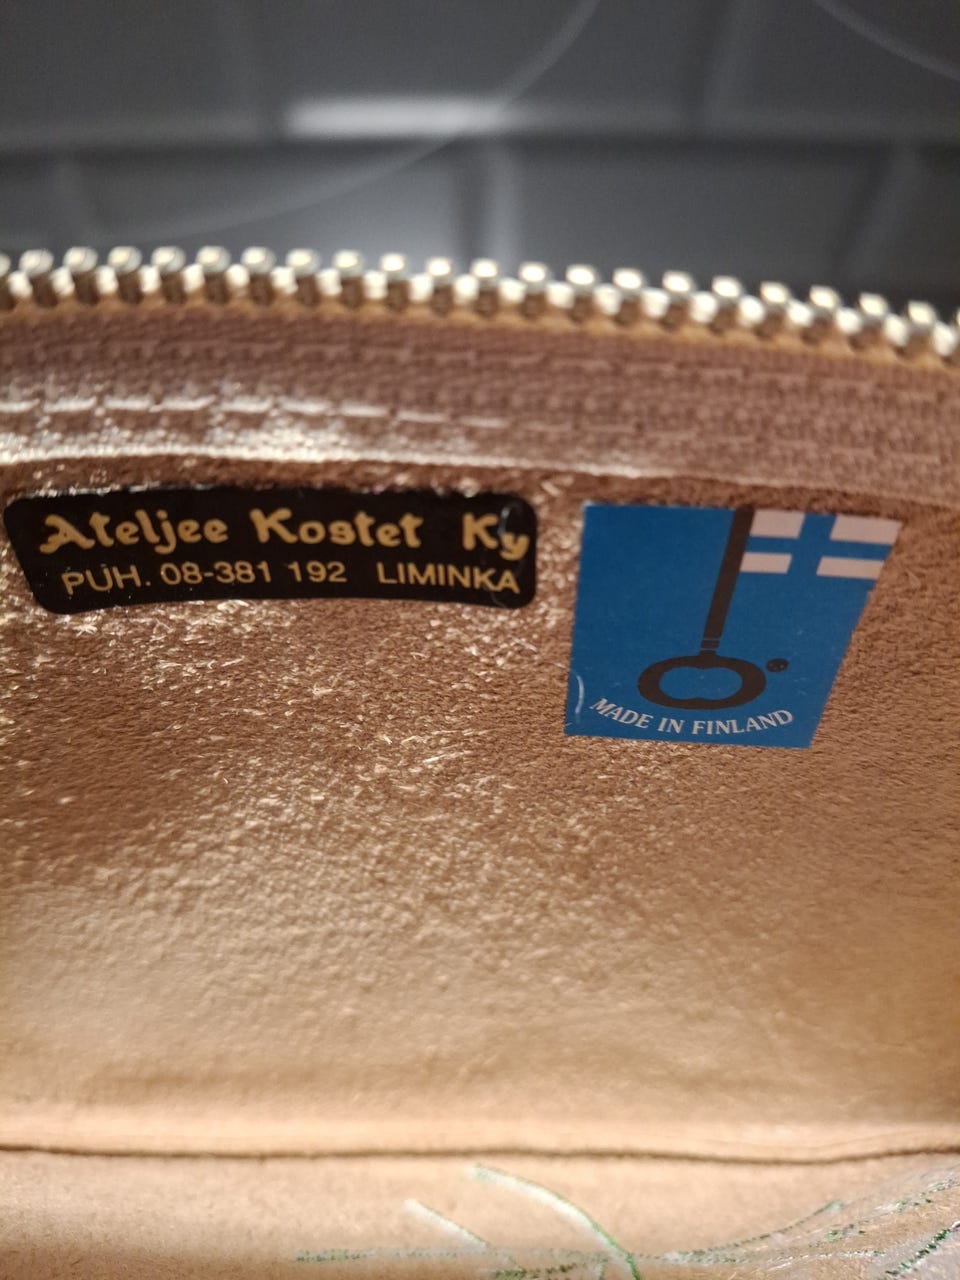 Ateljee Kostet Ky
PUH. 08-381 192 LIMINKA
MADE IN FINLAND